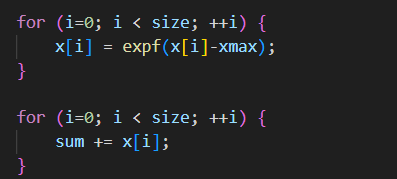 for (i=0; i < size; ++i) {
    x[i] = expf(x[i]-xmax);
}

for (i=0; i < size; ++i) {
    sum += x[i];
}